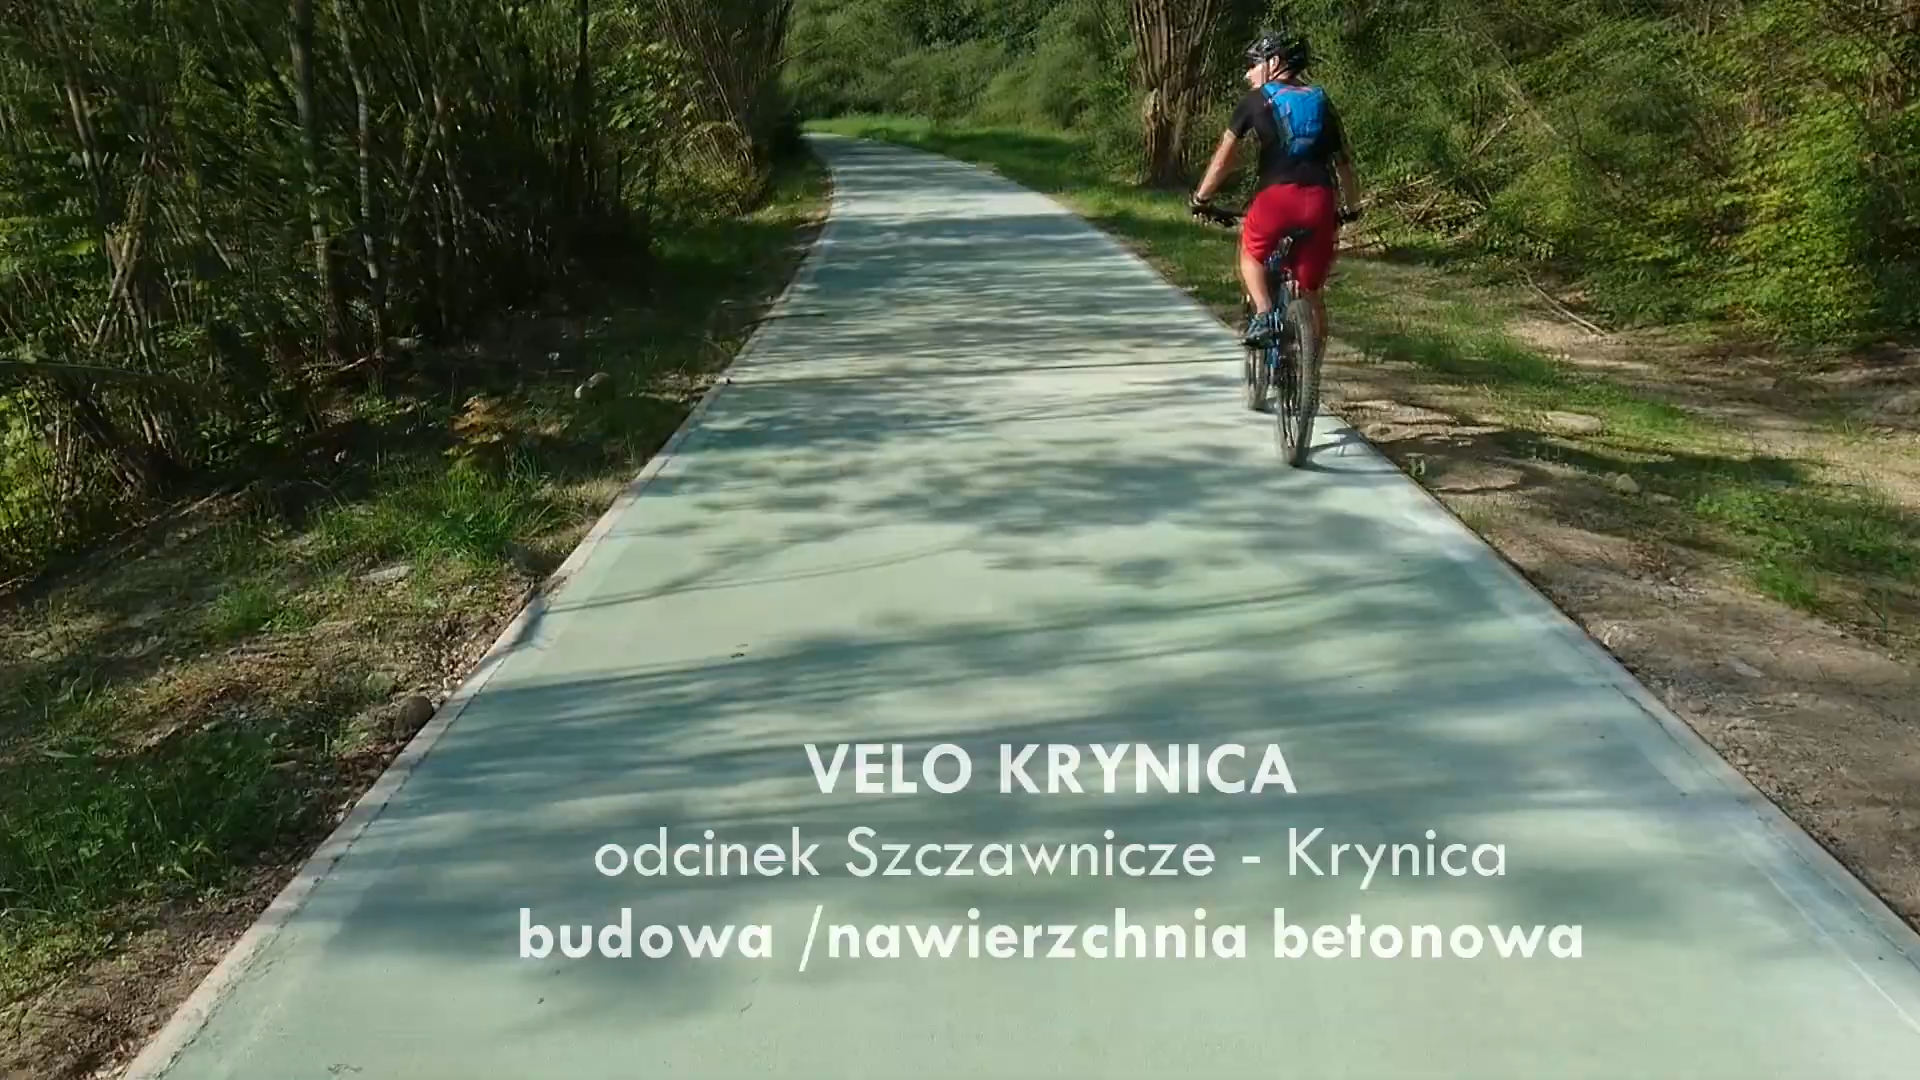 VELO KRYNICA
odcinek Szczawnicze - Krynica
budowa /nawierzchnia betonowa